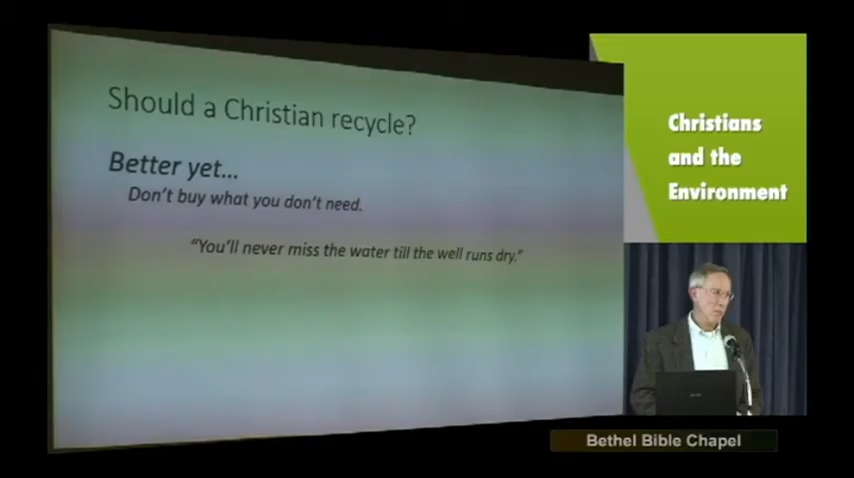 Should a Christian recycle?
Better yet...
Don't buy what you don't need.
"You'll never miss the water till the well runs dry."
Christians
and the
Environment
Bethel Bible Chapel